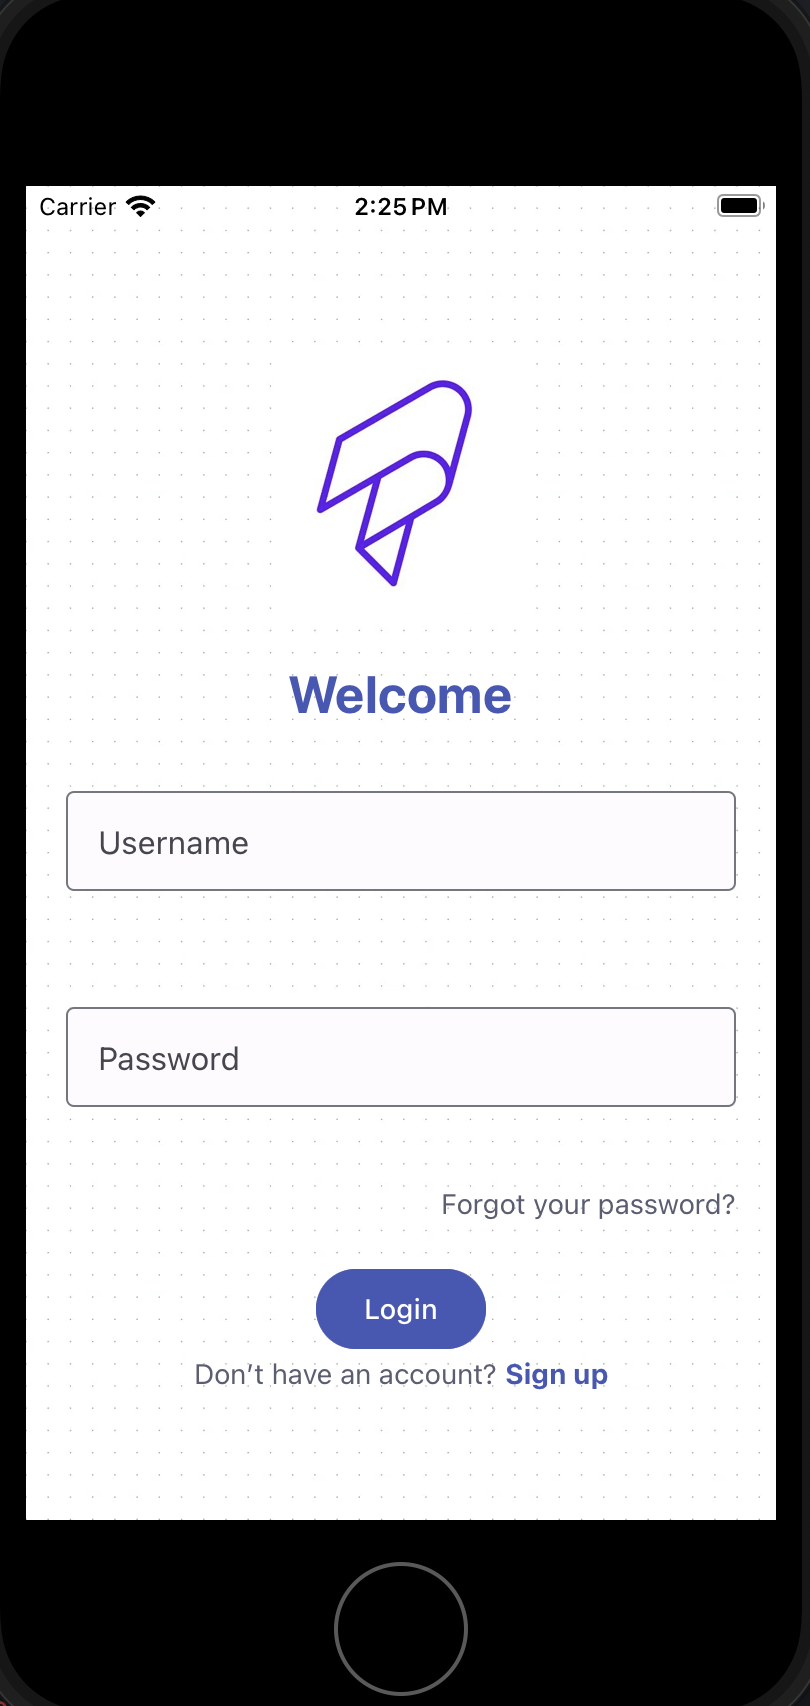 Carrier 2:25 PM
Welcome
Username
Password
Forgot your password?
Login
Don’t have an account? Sign up